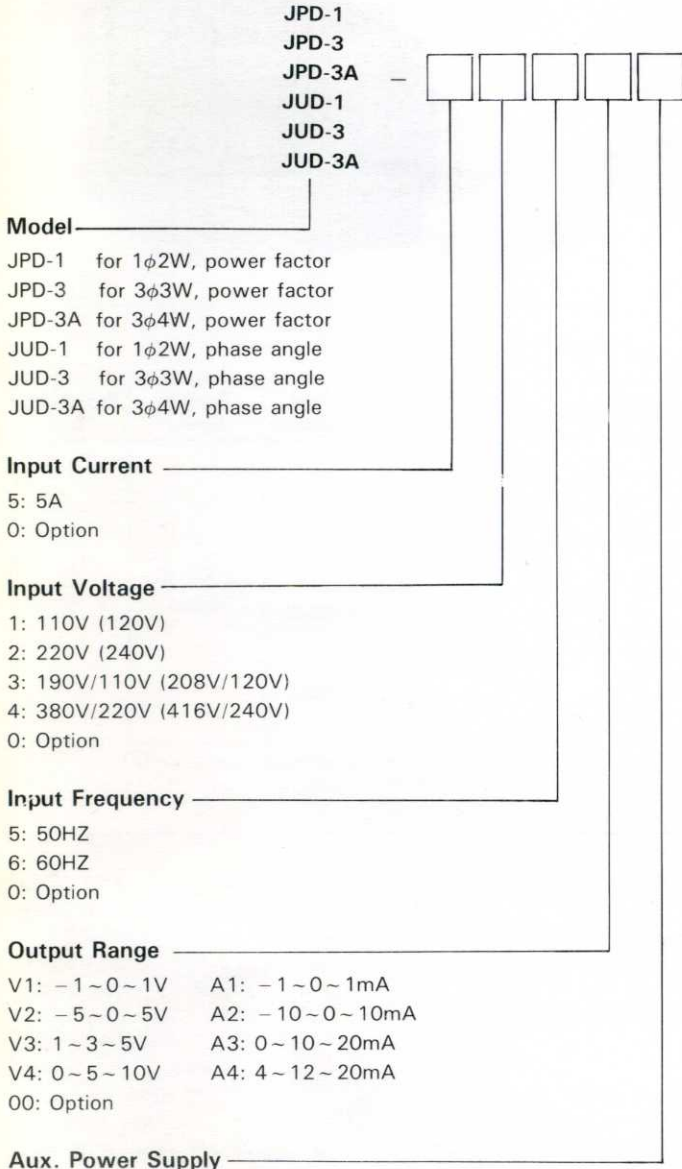 JPD-1
JPD-3
JPD-3A –
JUD-1
JUD-3
JUD-3A
Model
JPD-1 for 1ϕ2W, power factor
JPD-3 for 3ϕ3W, power factor
JPD-3A for 3ϕ4W, power factor
JUD-1 for 1ϕ2W, phase angle
JUD-3 for 3ϕ3W, phase angle
JUD-3A for 3ϕ4W, phase angle
Input Current
5: 5A
0: Option
Input Voltage
1: 110V (120V)
2: 220V (240V)
3: 190V/110V (208V/120V)
4: 380V/220V (416V/240V)
0: Option
Input Frequency
5: 50HZ
6: 60HZ
0: Option
Output Range
V1: −1~0~1V A1: −1~0~1mA
V2: −5~0~5V A2: −10~0~10mA
V3: 1~3~5V A3: 0~10~20mA
V4: 0~5~10V A4: 4~12~20mA
00: Option
Aux. Power Supply